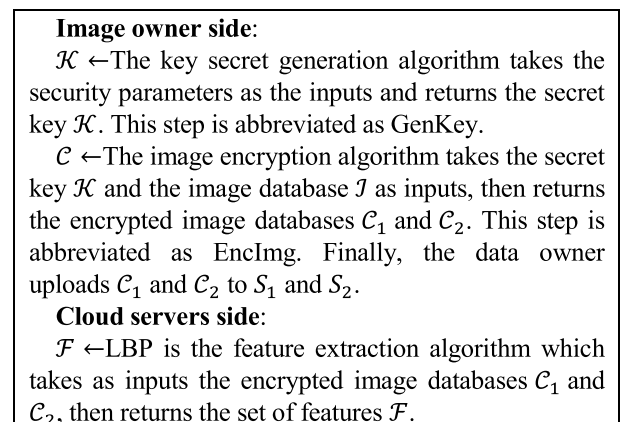 Image owner side:
𝒦 ←The key secret generation algorithm takes the
security parameters as the inputs and returns the secret
key 𝒦. This step is abbreviated as GenKey.
𝒞 ←The image encryption algorithm takes the secret
key 𝒦 and the image database ℐ as inputs, then returns
the encrypted image databases 𝒞₁ and 𝒞₂. This step is
abbreviated as EncImg. Finally, the data owner
uploads 𝒞₁ and 𝒞₂ to 𝑆₁ and 𝑆₂.
Cloud servers side:
ℱ ←LBP is the feature extraction algorithm which
takes as inputs the encrypted image databases 𝒞₁ and
𝒞₂, then returns the set of features ℱ.